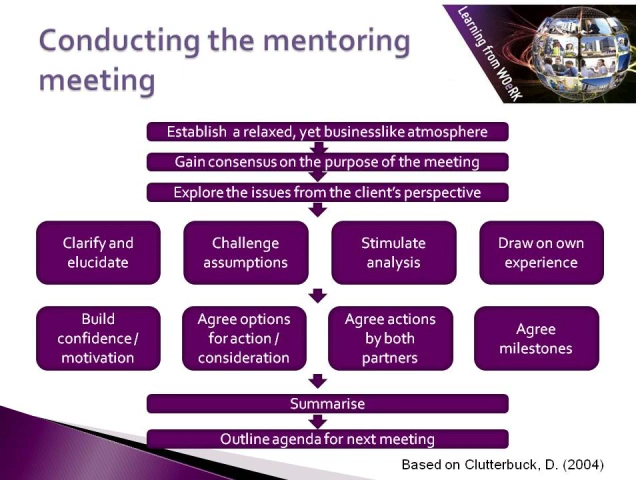 Conducting the mentoring
meeting
Learning from WOeRK
Establish a relaxed, yet businesslike atmosphere
Gain consensus on the purpose of the meeting
Explore the issues from the client's perspective
Clarify and
elucidate
Challenge
assumptions
Stimulate
analysis
Draw on own
experience
Build
confidence /
motivation
Agree options
for action /
consideration
Agree actions
by both
partners
Agree
milestones
Summarise
Outline agenda for next meeting
Based on Clutterbuck, D. (2004)